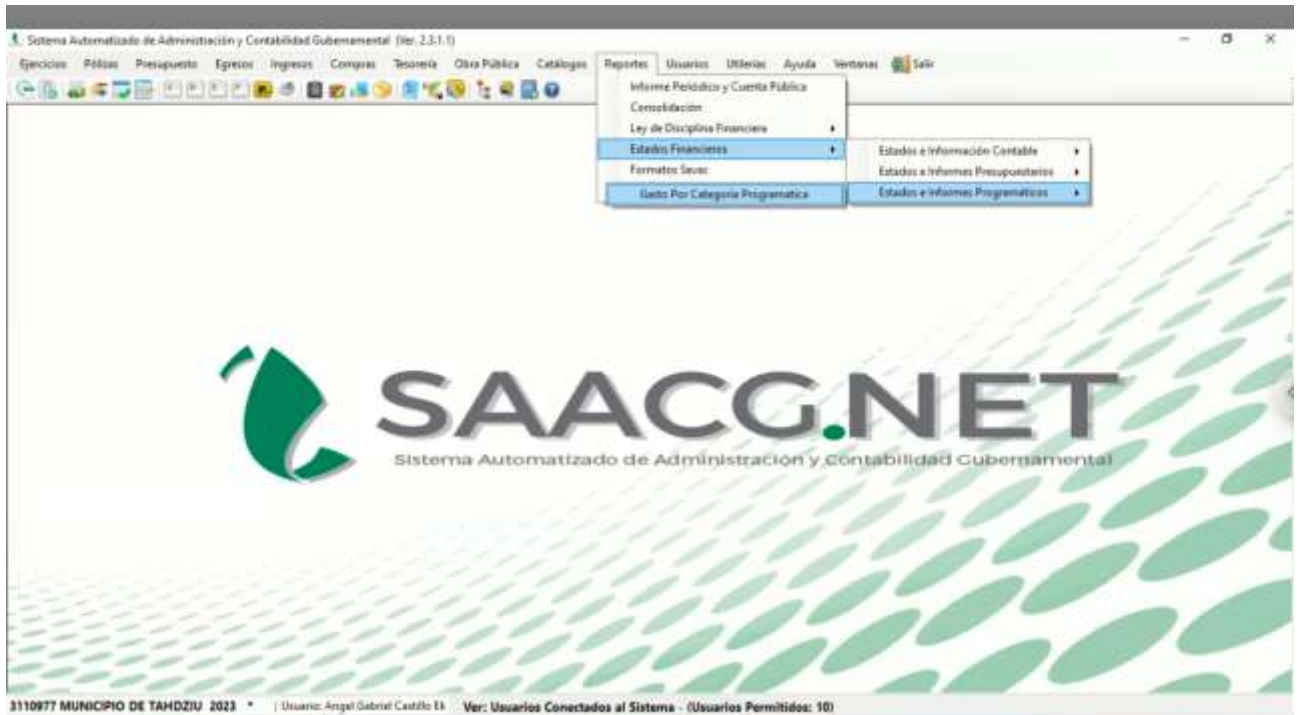 Sistema Automatizado de Administración y Contabilidad Gubernamental (Ver. 2.3.1.1)
Ejercicios Pólizas Presupuesto Egresos Ingresos Compras Tesorería Obra Pública Catálogos Reportes Usuarios Utilerías Ayuda Ventanas Salir
Informe Periódico y Cuenta Pública
Consolidación
Ley de Disciplina Financiera
Estados Financieros
Estados e Información Contable
Formatos Sevac
Estados e Informes Presupuestarios
Gasto Por Categoría Programatica
Estados e Informes Programáticos
SAACG.NET
Sistema Automatizado de Administración y Contabilidad Gubernamental
3110977 MUNICIPIO DE TAHDZIU 2023 * | Usuario: Angel Gabriel Castillo Ek Ver: Usuarios Conectados al Sistema - (Usuarios Permitidos: 10)